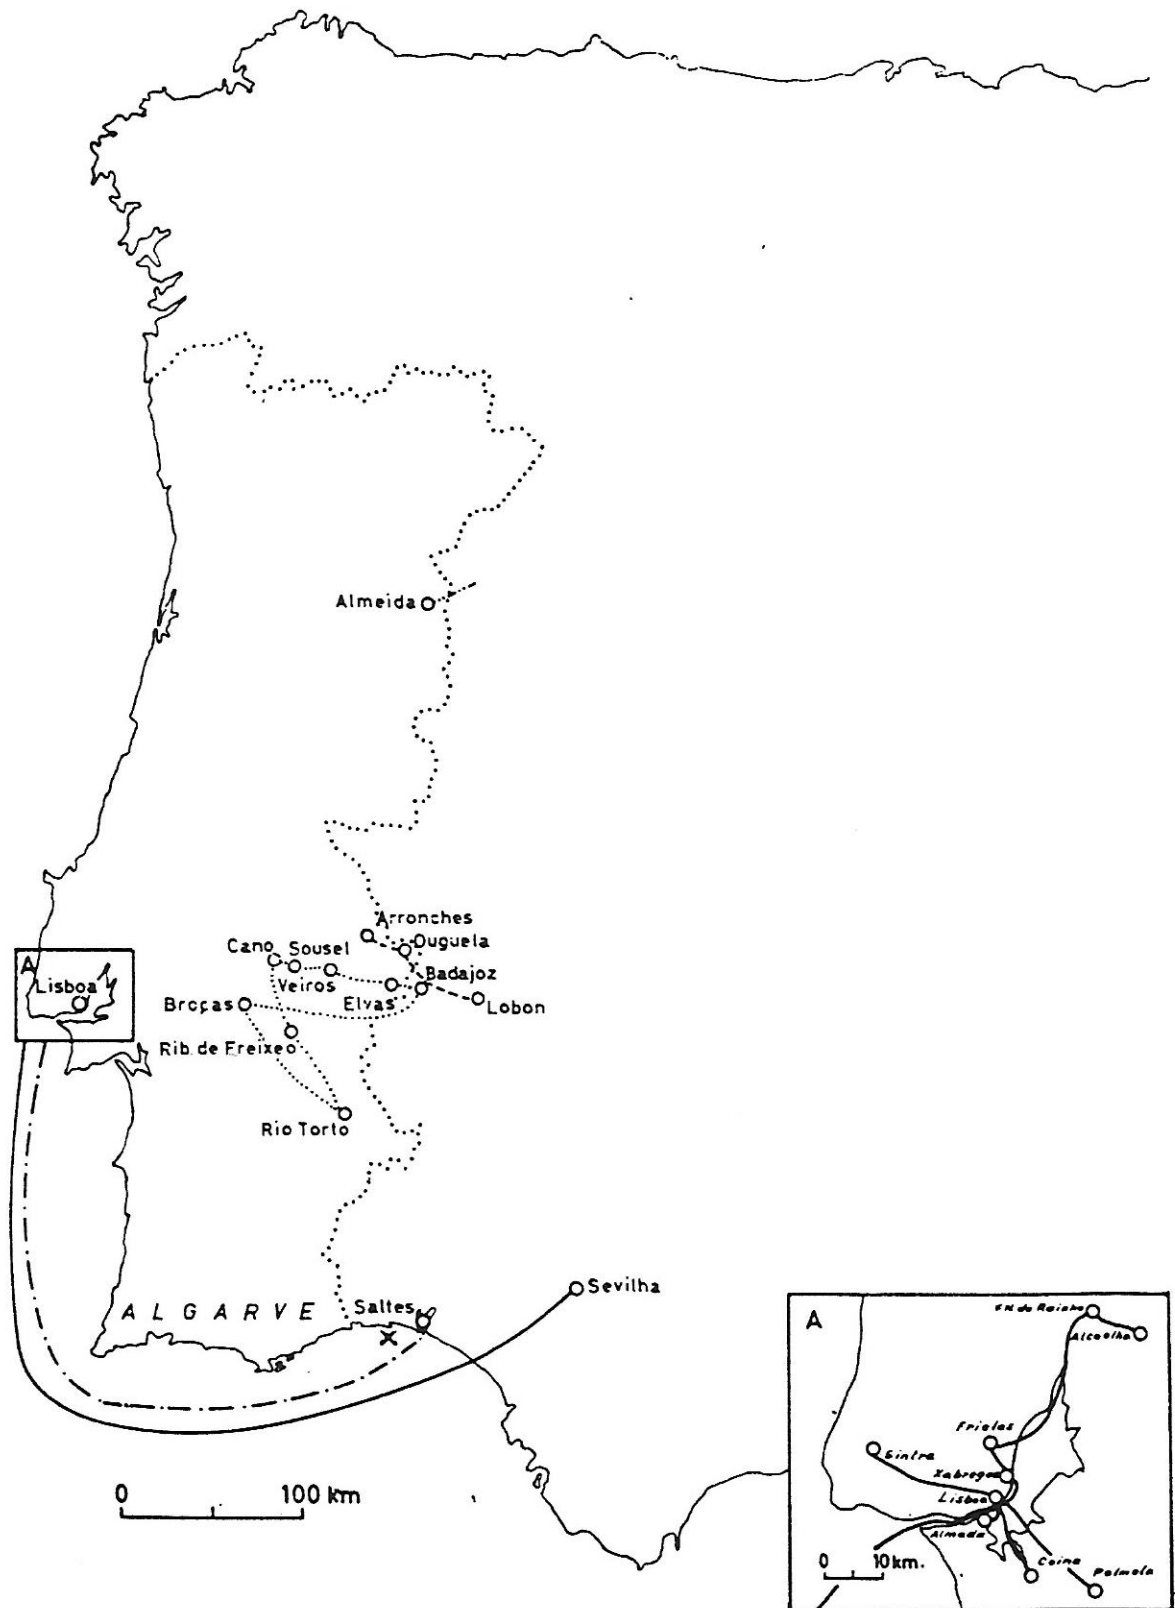 Almeida
Arronches
Ouguela
Cano
Sousel
Badajoz
A
Lisboa
Veiros
Elvas
Lobon
Broças
Rib. de Freixeo
Rio Torto
Sevilha
ALGARVE
Saltes
0 100 km
A
Alcoelha
Frielas
Sintra
Xabregas
Lisboa
Almada
Coina
Palmela
0 10 km.